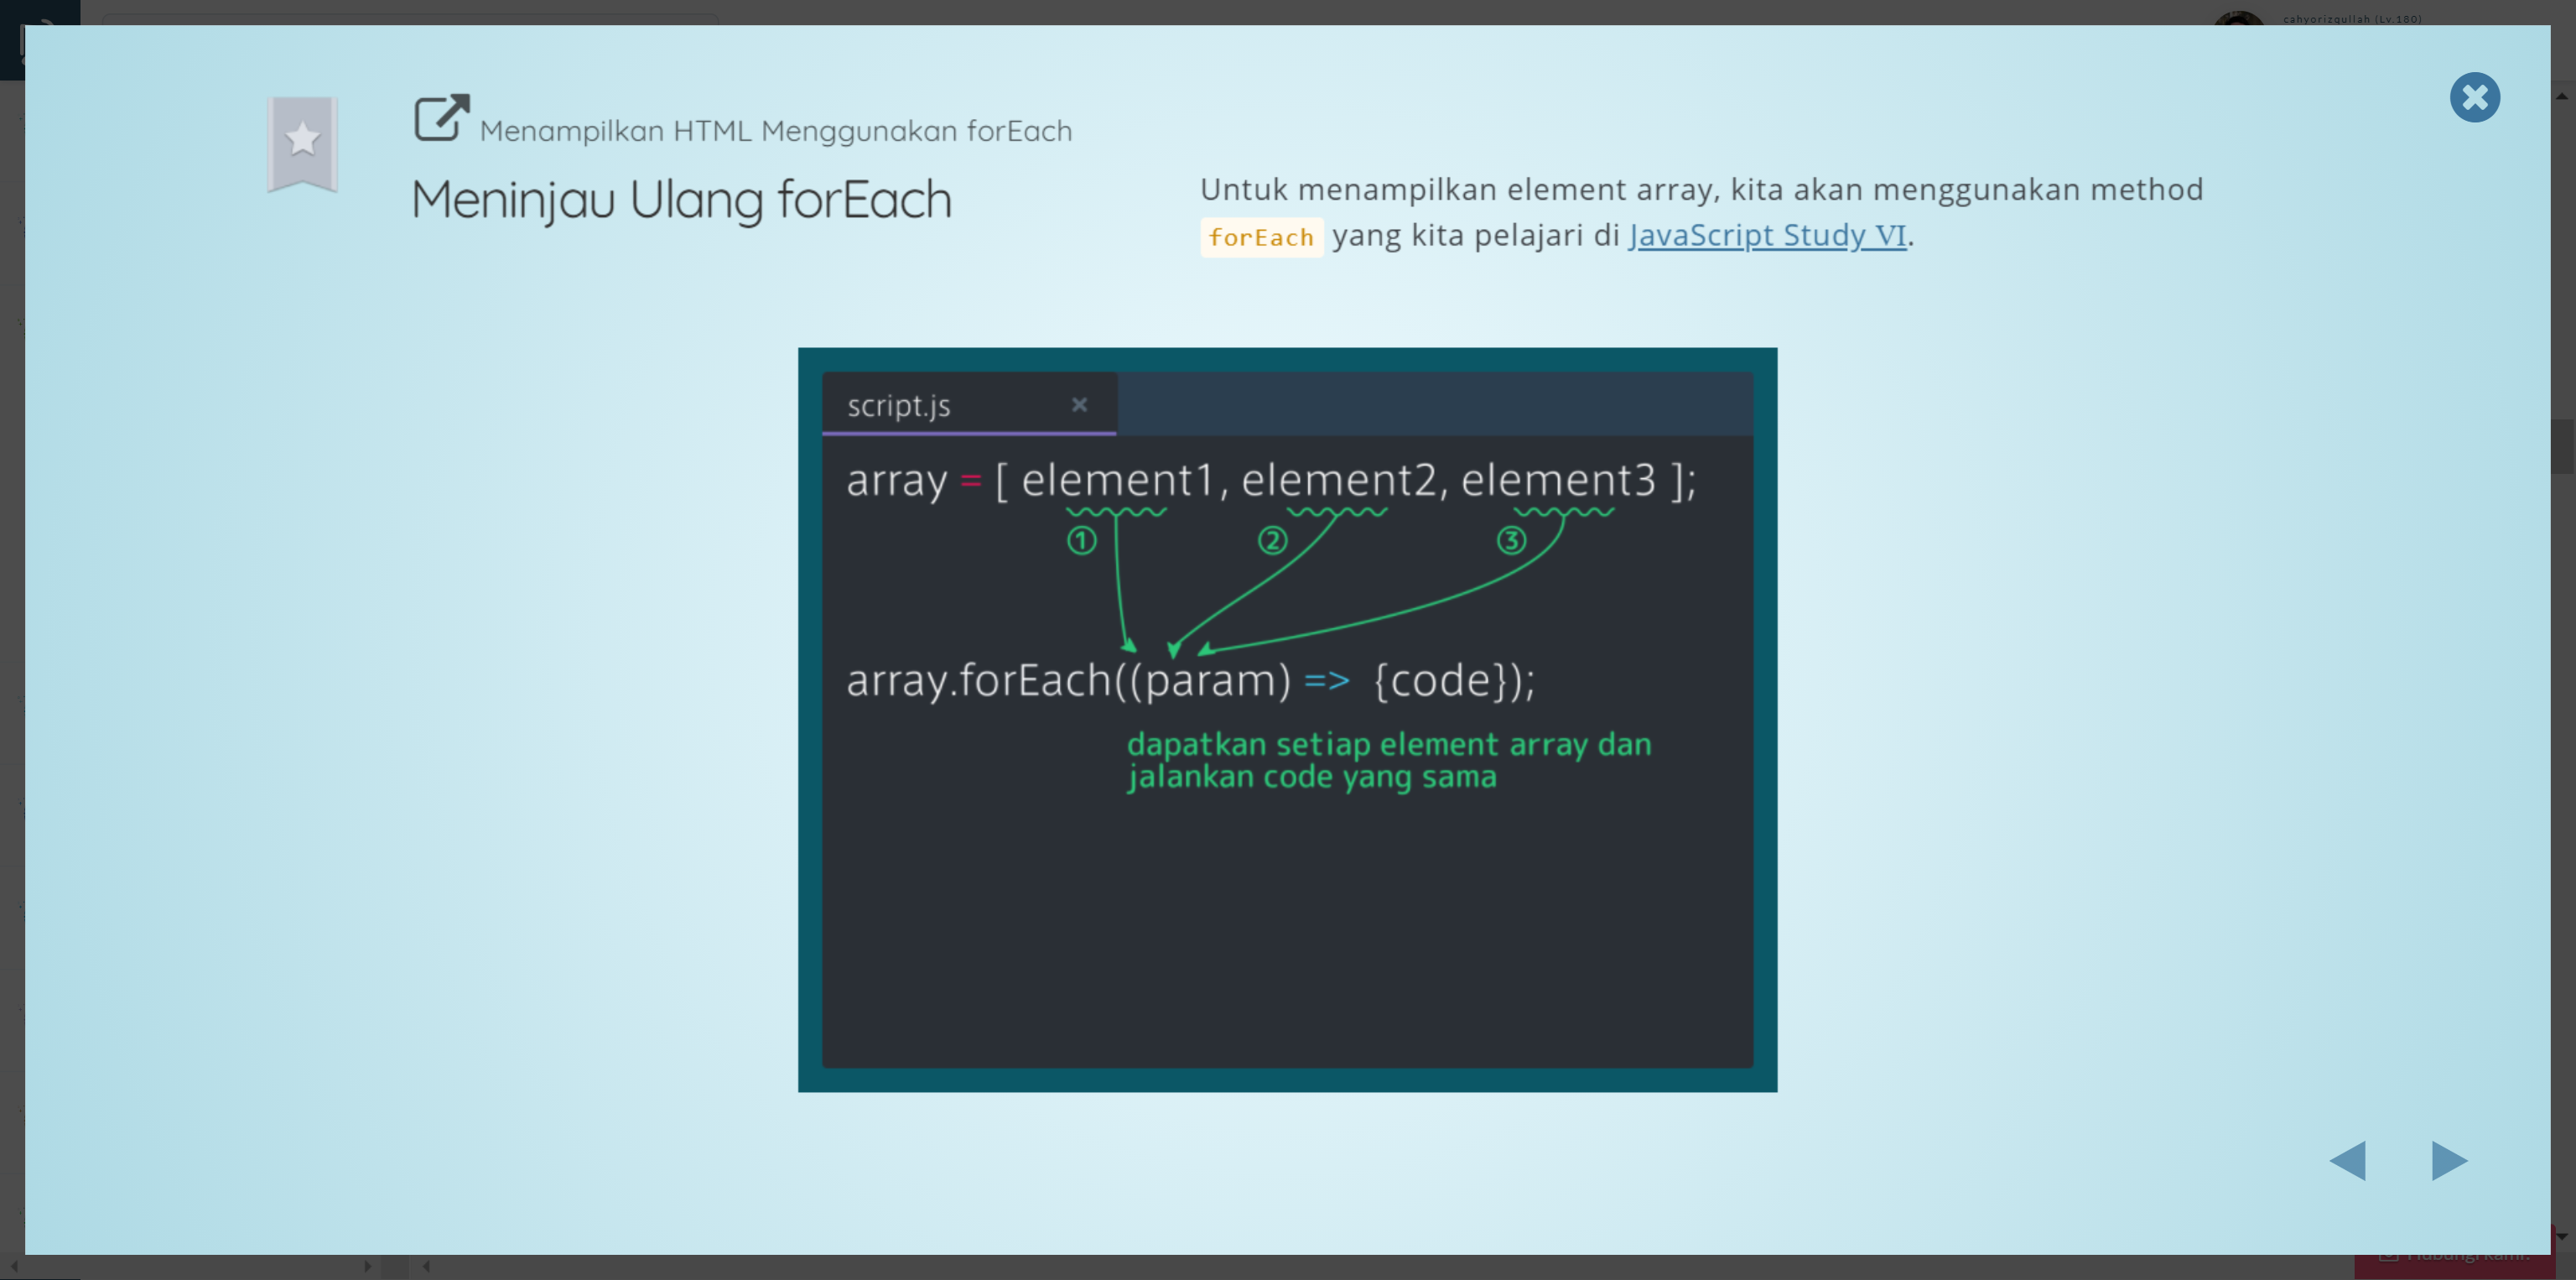 cahyorizqullah (Lv.180)
Menampilkan HTML Menggunakan forEach
Meninjau Ulang forEach
Untuk menampilkan element array, kita akan menggunakan method
forEach yang kita pelajari di JavaScript Study VI.
script.js
array = [ element1, element2, element3 ];
① ② ③
array.forEach((param) => {code});
dapatkan setiap element array dan
jalankan code yang sama
Hubungi kami!